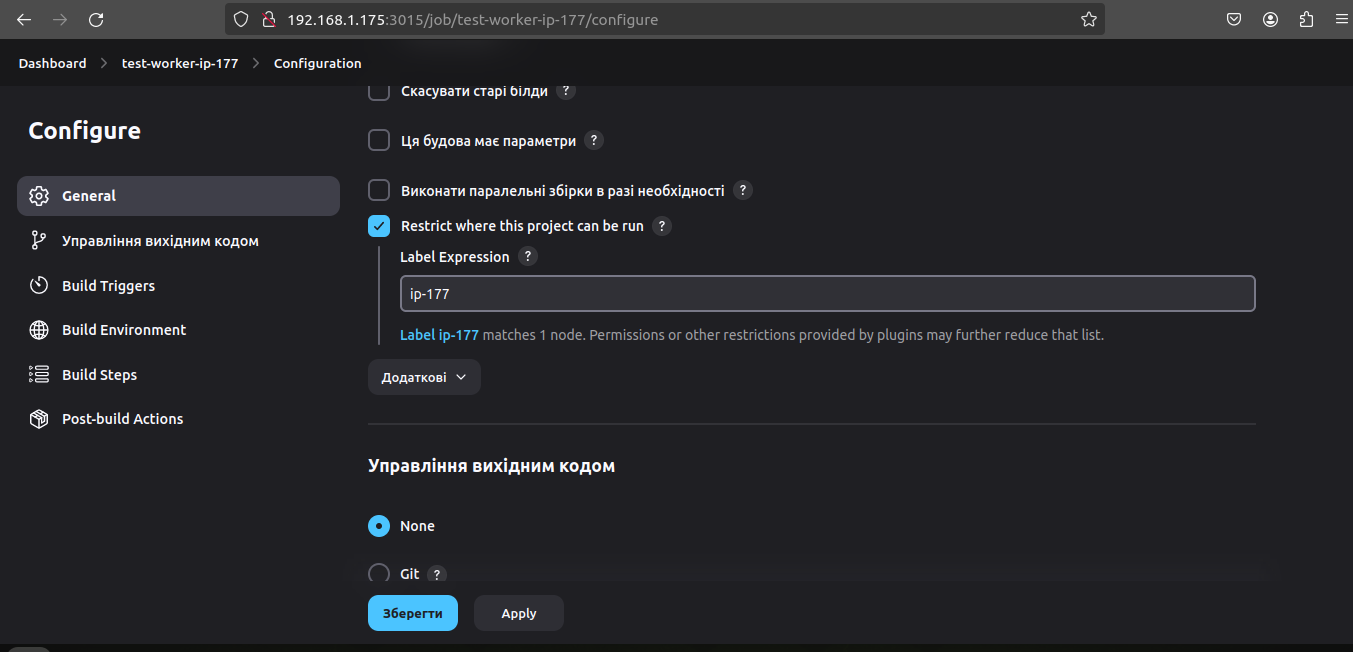 192.168.1.175:3015/job/test-worker-ip-177/configure
Dashboard > test-worker-ip-177 > Configuration
Configure
General
Управління вихідним кодом
Build Triggers
Build Environment
Build Steps
Post-build Actions
Скасувати старі білди ?
Ця будова має параметри ?
Виконати паралельні збірки в разі необхідності ?
Restrict where this project can be run ?
Label Expression ?
ip-177
Label ip-177 matches 1 node. Permissions or other restrictions provided by plugins may further reduce that list.
Додаткові
Управління вихідним кодом
None
Git ?
Зберегти
Apply